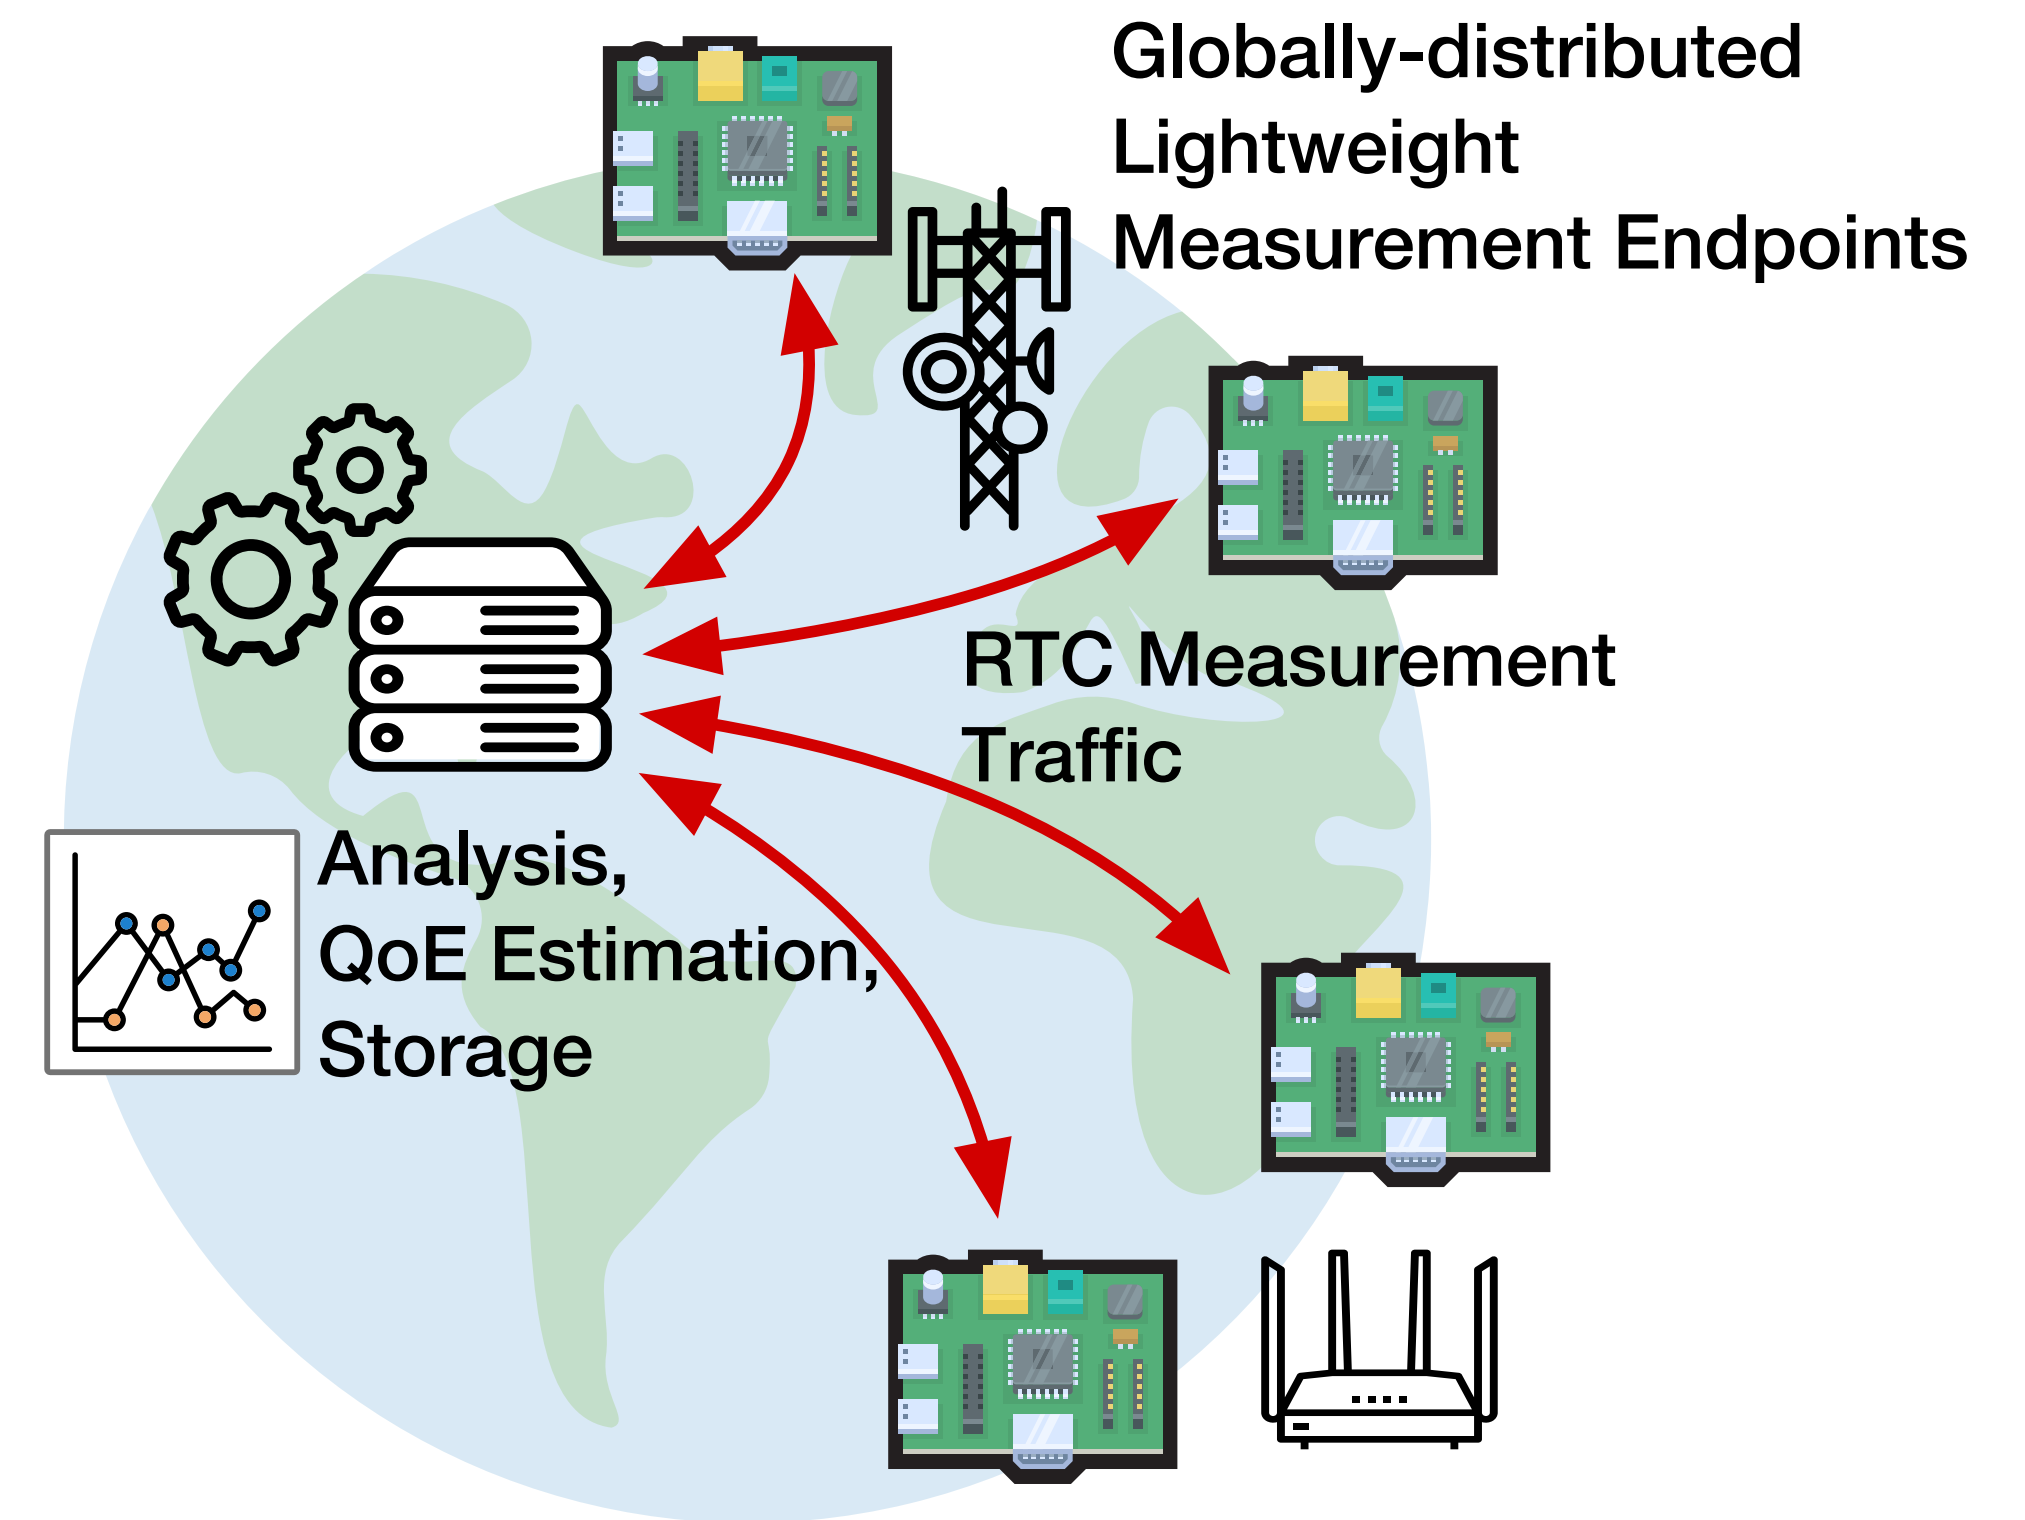 Globally-distributed
Lightweight
Measurement Endpoints
RTC Measurement
Traffic
Analysis,
QoE Estimation,
Storage